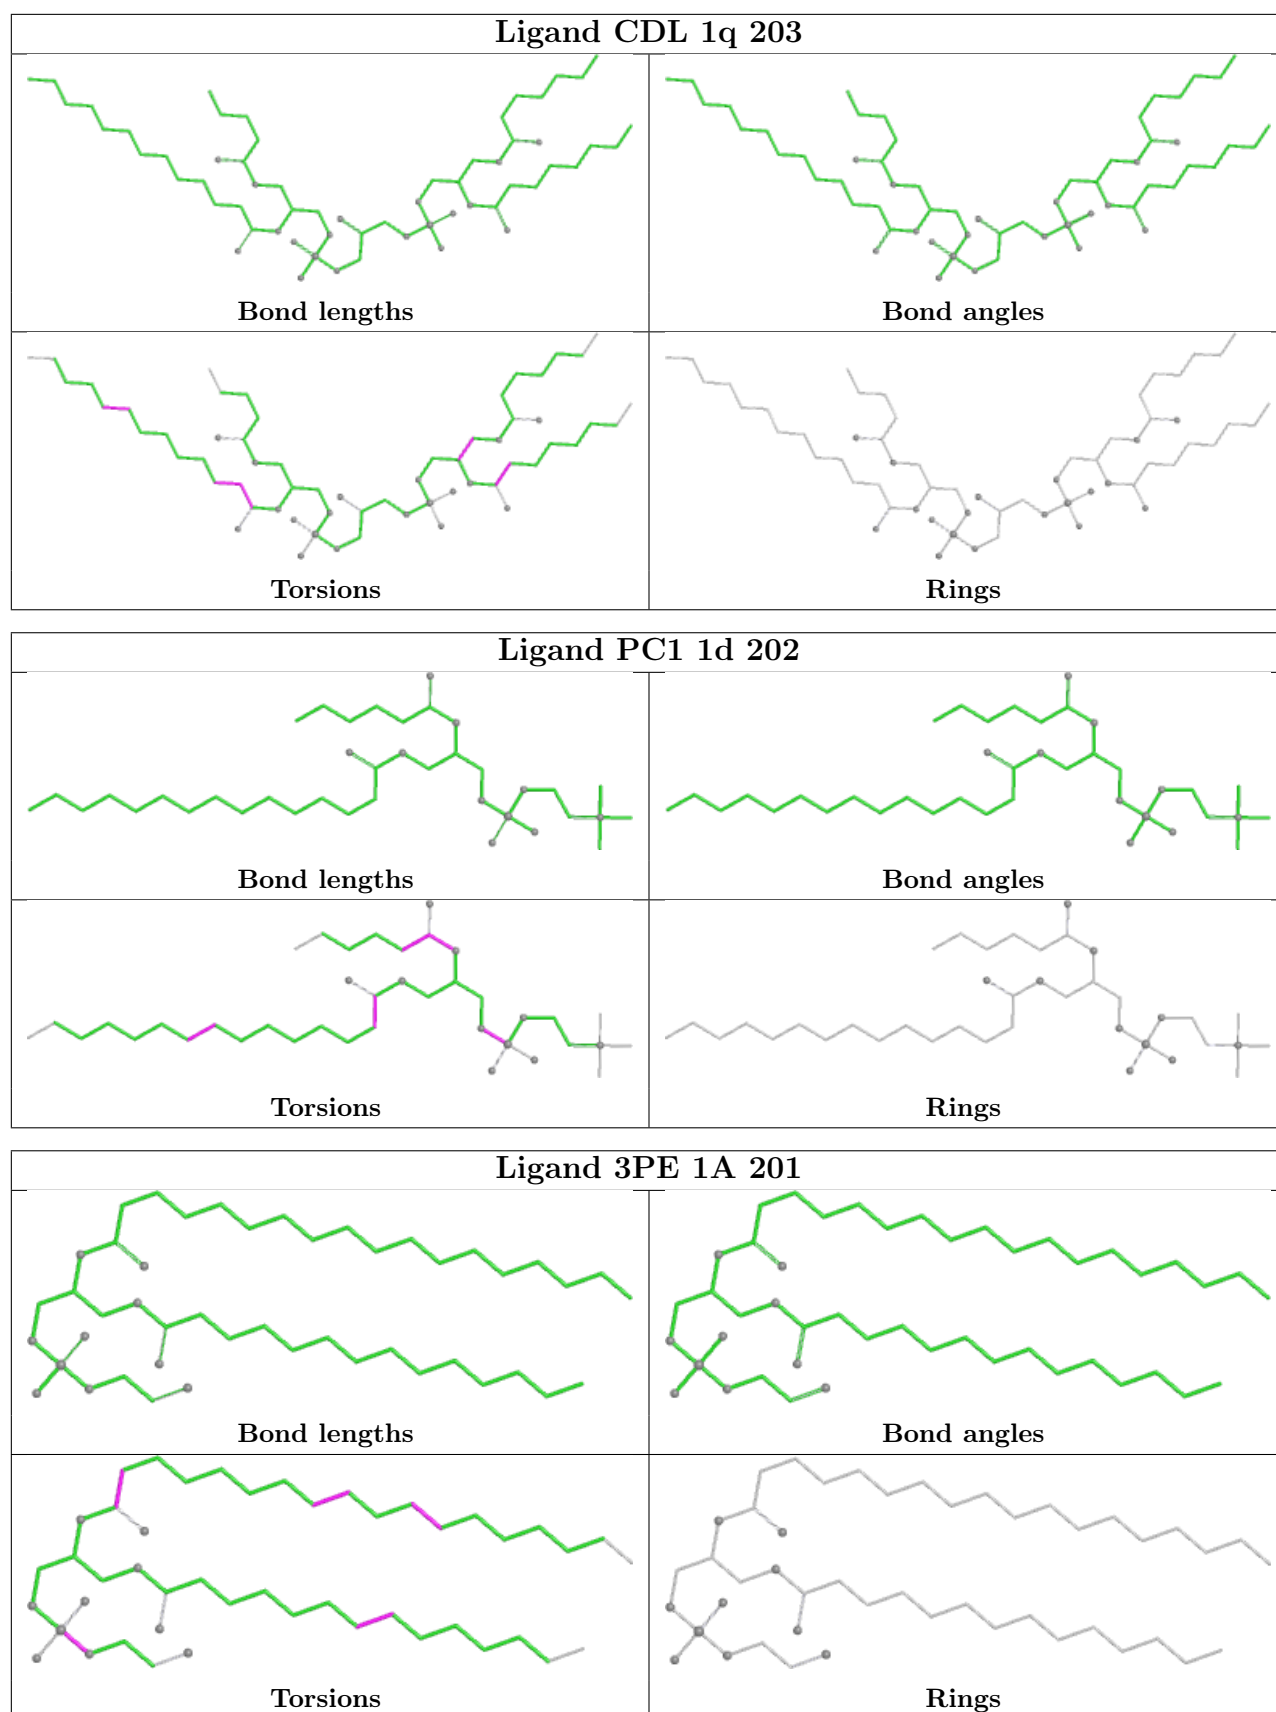 Ligand CDL 1q 203
Bond lengths
Bond angles
Torsions
Rings
Ligand PC1 1d 202
Bond lengths
Bond angles
Torsions
Rings
Ligand 3PE 1A 201
Bond lengths
Bond angles
Torsions
Rings